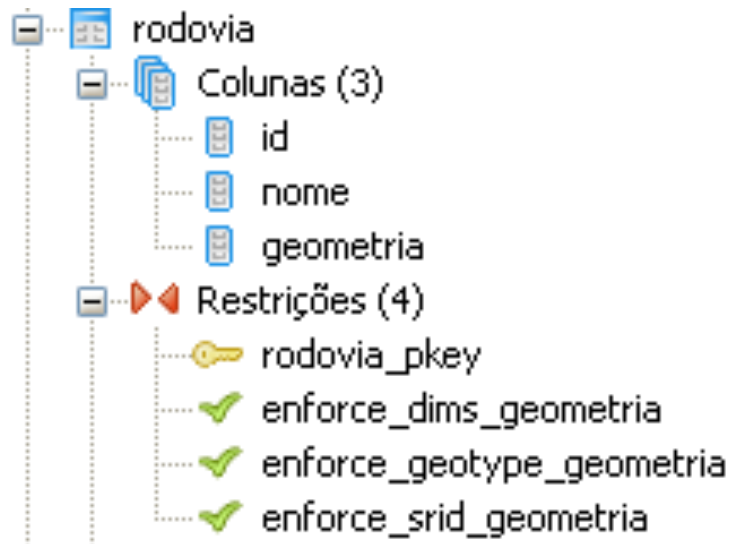 rodovia
Colunas (3)
id
nome
geometria
Restrições (4)
rodovia_pkey
enforce_dims_geometria
enforce_geotype_geometria
enforce_srid_geometria